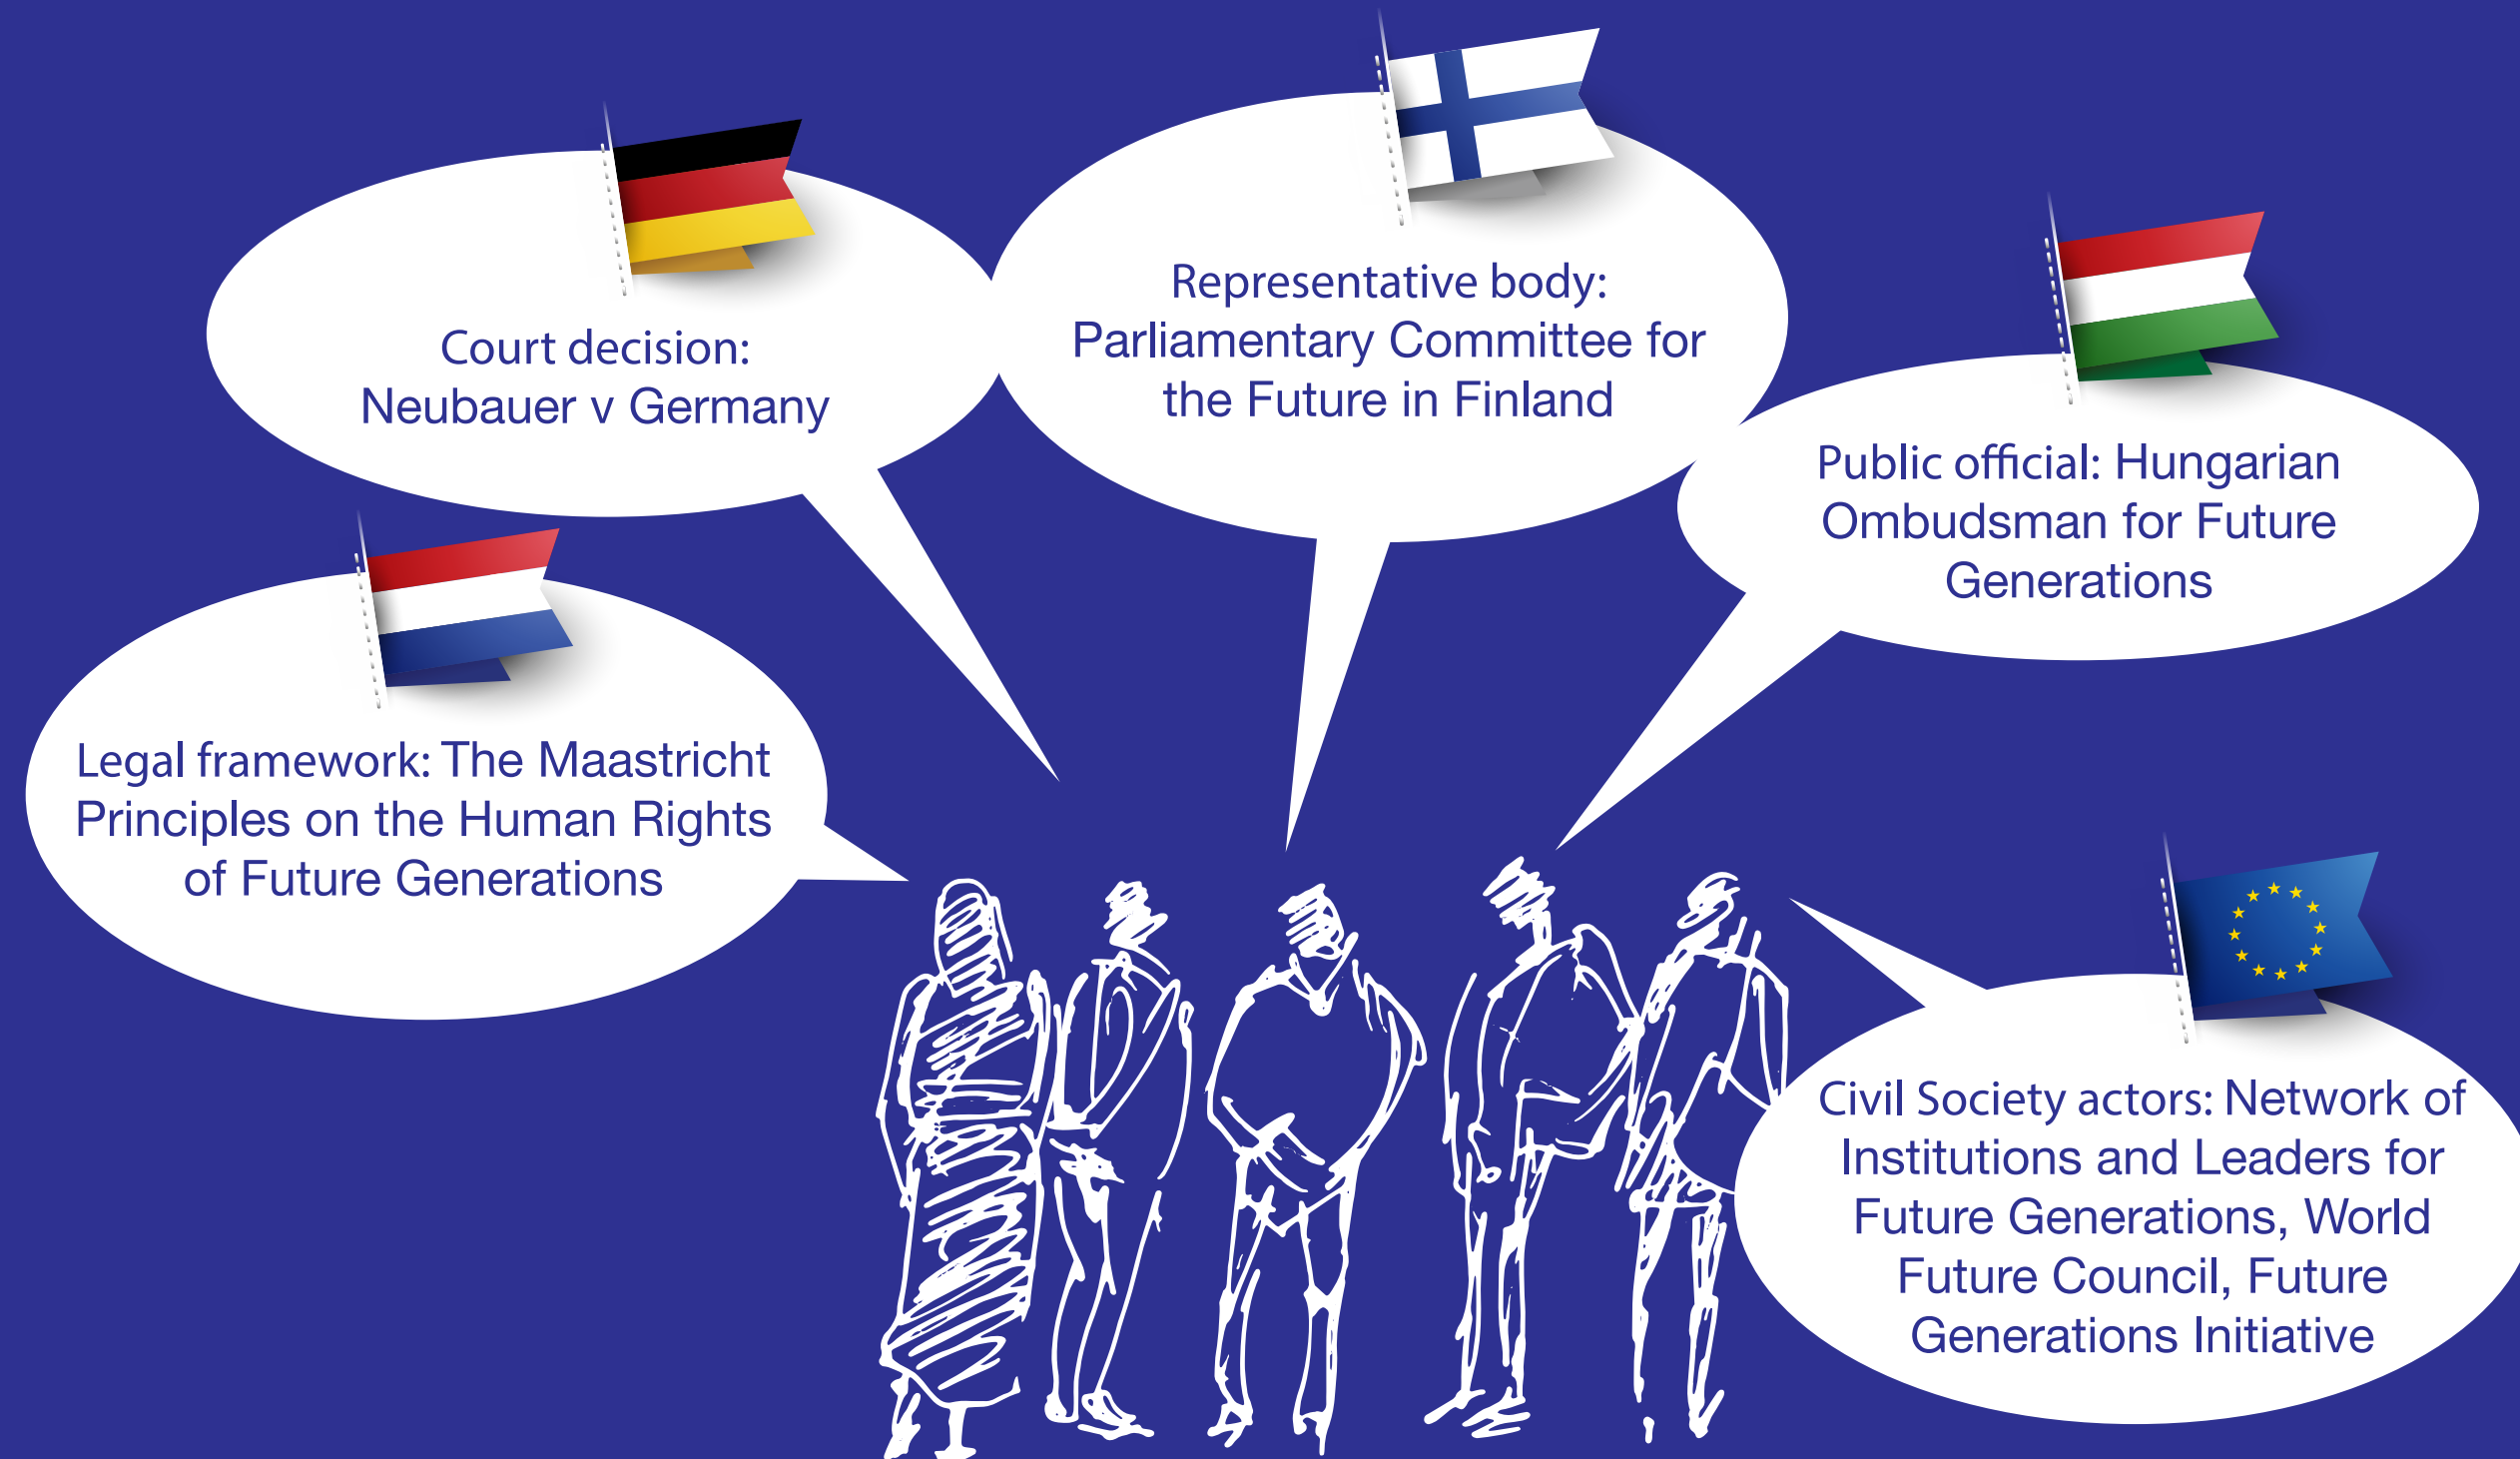 Court decision:
Neubauer v Germany
Representative body:
Parliamentary Committee for
the Future in Finland
Public official: Hungarian
Ombudsman for Future
Generations
Legal framework: The Maastricht
Principles on the Human Rights
of Future Generations
Civil Society actors: Network of
Institutions and Leaders for
Future Generations, World
Future Council, Future
Generations Initiative